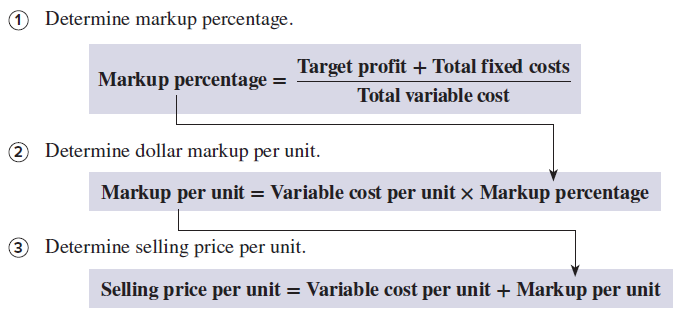 ① Determine markup percentage.
Markup percentage = Target profit + Total fixed costs
Total variable cost
② Determine dollar markup per unit.
Markup per unit = Variable cost per unit × Markup percentage
③ Determine selling price per unit.
Selling price per unit = Variable cost per unit + Markup per unit